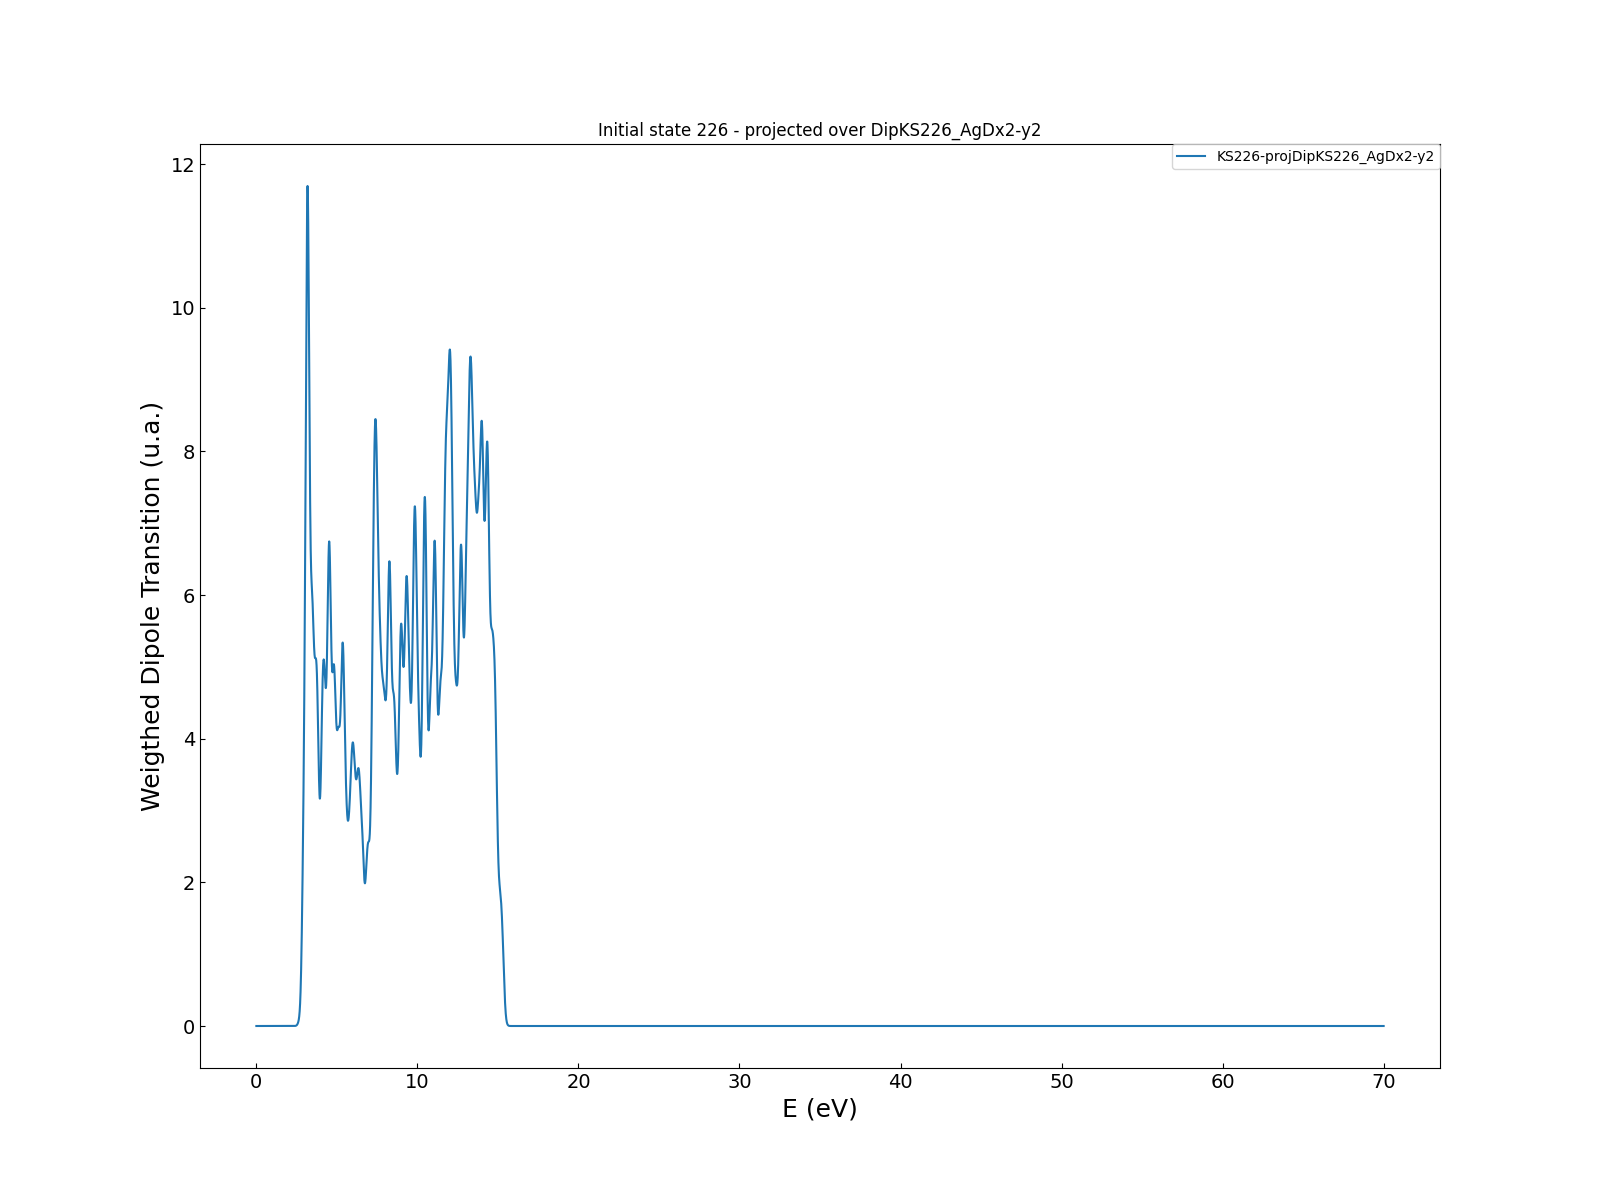 Initial state 226 - projected over DipKS226_AgDx2-y2
KS226-projDipKS226_AgDx2-y2
12
10
8
6
4
2
0
Weigthed Dipole Transition (u.a.)
0 10 20 30 40 50 60 70
E (eV)